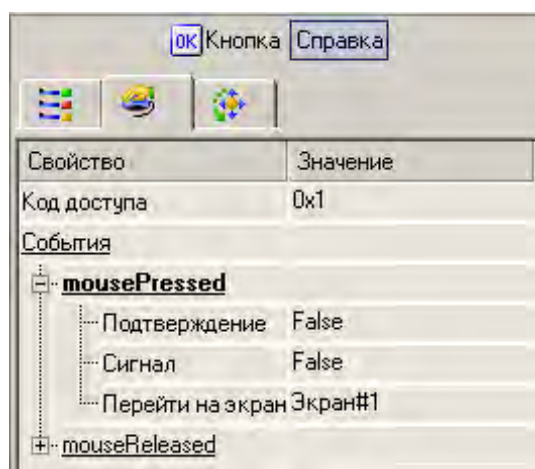 OK Кнопка Справка
Свойство Значение
Код доступа 0x1
События
mousePressed
Подтверждение False
Сигнал False
Перейти на экран Экран#1
mouseReleased